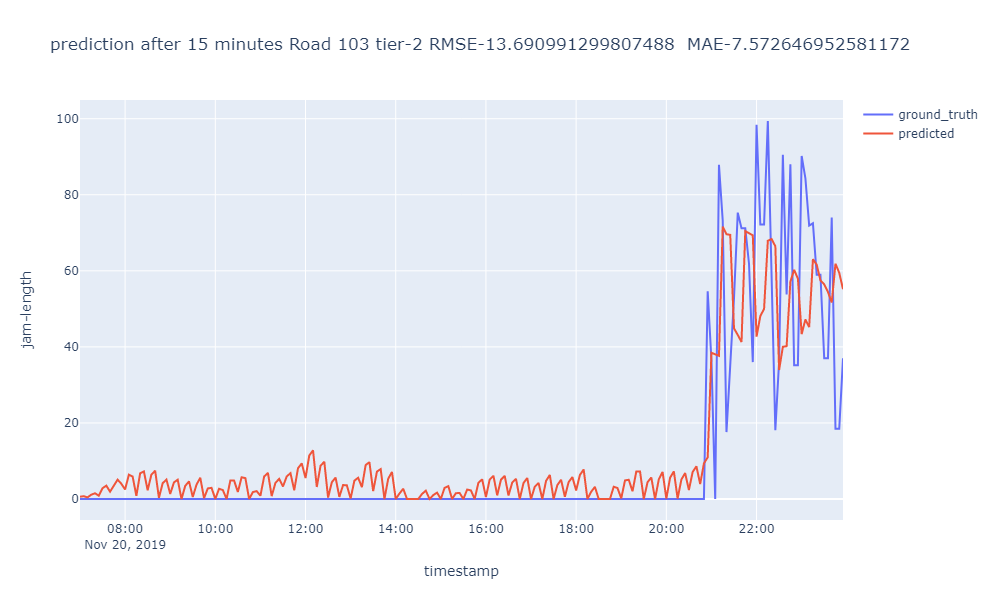 prediction after 15 minutes Road 103 tier-2 RMSE-13.690991299807488  MAE-7.572646952581172
ground_truth
predicted
100
80
60
40
20
0
jam-length
08:00 10:00 12:00 14:00 16:00 18:00 20:00 22:00
Nov 20, 2019
timestamp